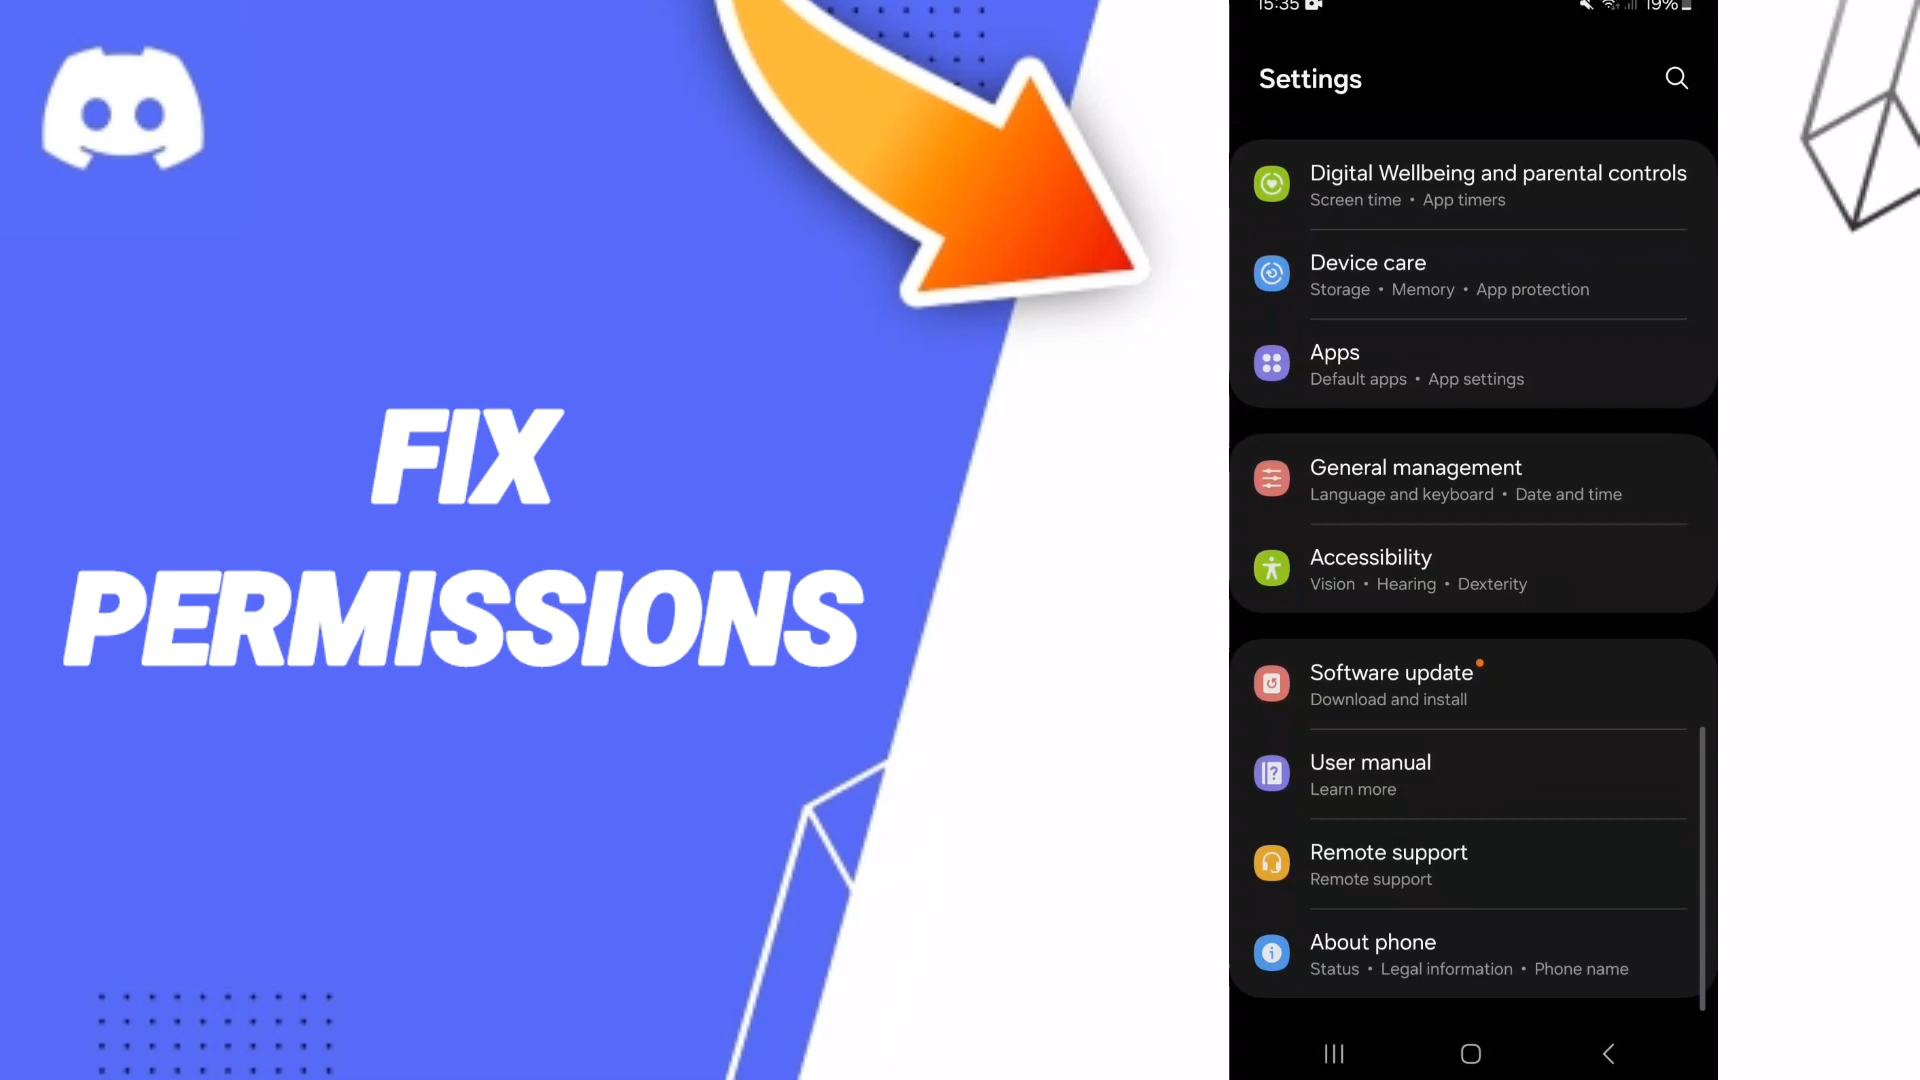 15:35
19%
Settings
Digital Wellbeing and parental controls
Screen time • App timers
Device care
Storage • Memory • App protection
Apps
Default apps • App settings
FIX
PERMISSIONS
General management
Language and keyboard • Date and time
Accessibility
Vision • Hearing • Dexterity
Software update
Download and install
User manual
Learn more
Remote support
Remote support
About phone
Status • Legal information • Phone name